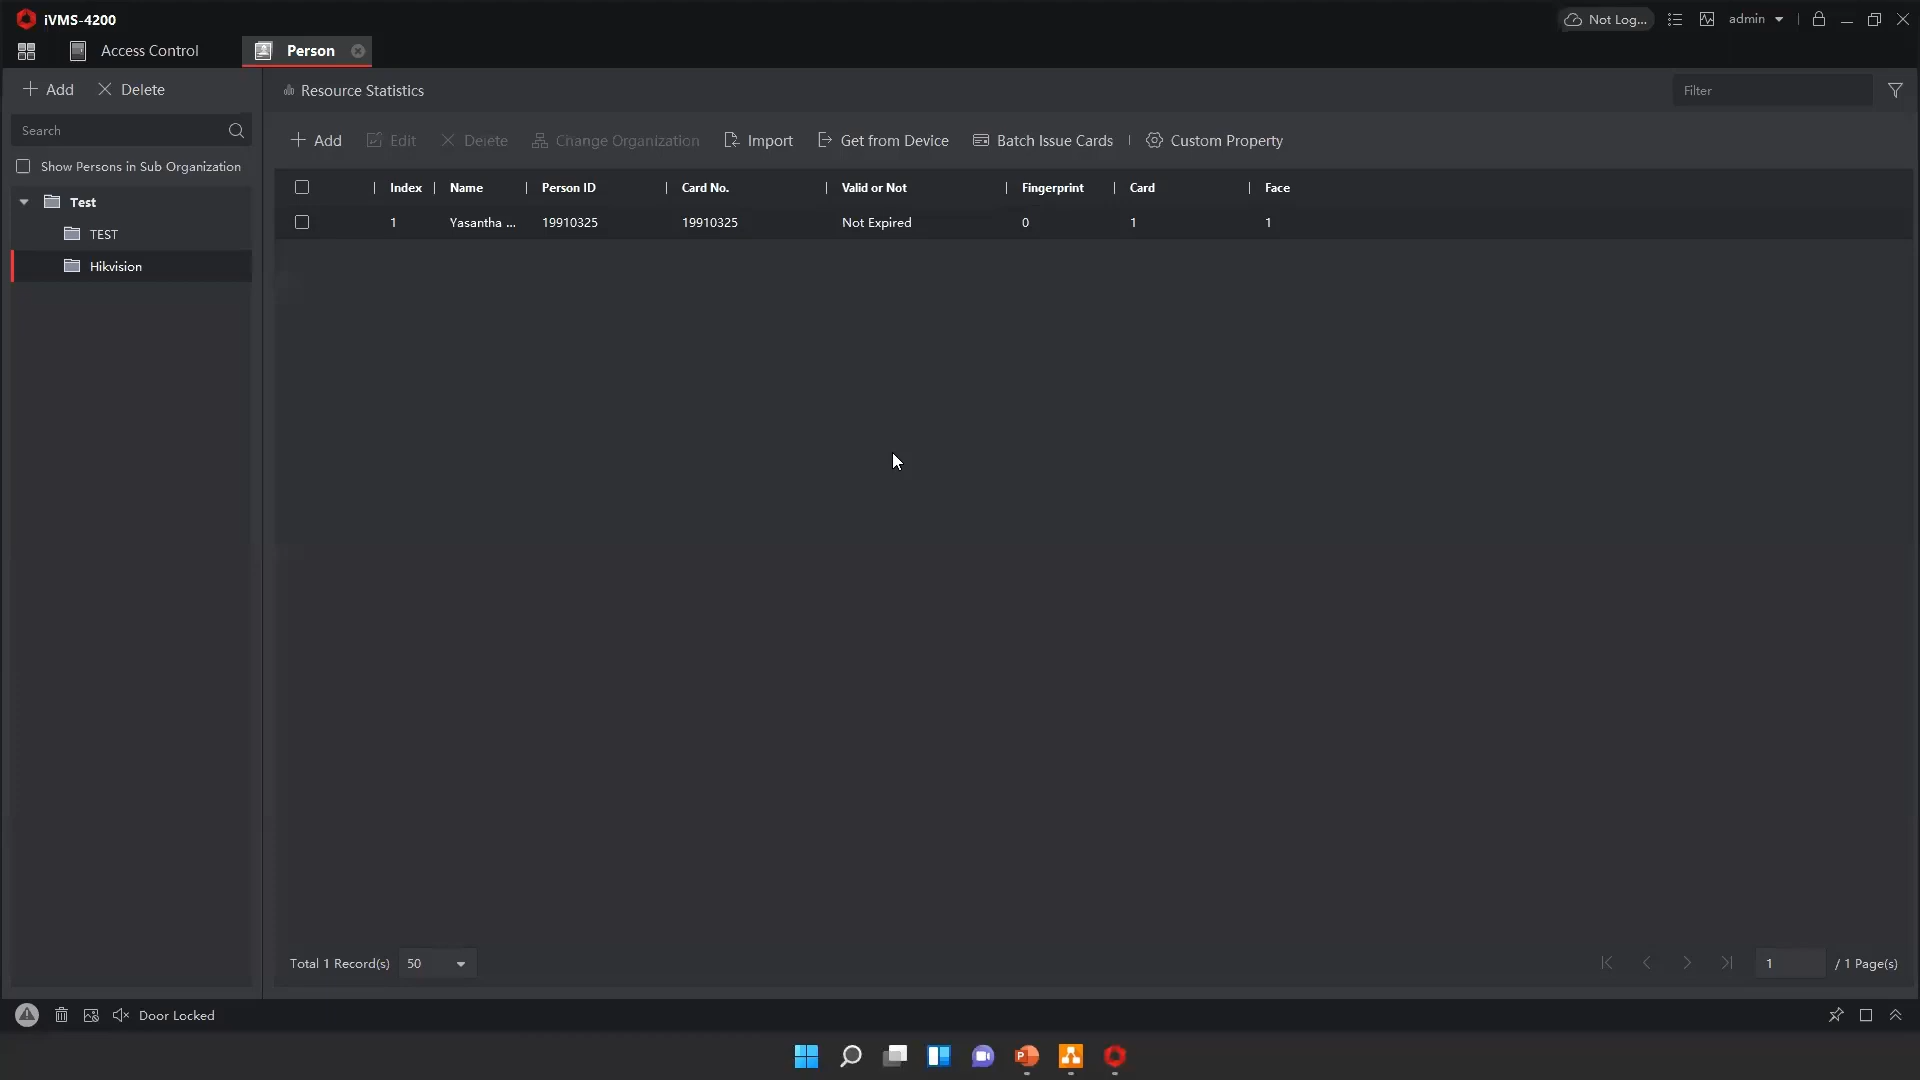 iVMS-4200
Not Log...
admin
Access Control
Person
Add
Delete
Resource Statistics
Filter
Search
Add
Edit
Delete
Change Organization
Import
Get from Device
Batch Issue Cards
Custom Property
Show Persons in Sub Organization
Index
Name
Person ID
Card No.
Valid or Not
Fingerprint
Card
Face
Test
1
Yasantha ...
19910325
19910325
Not Expired
0
1
1
TEST
Hikvision
Total 1 Record(s)
50
1
/ 1 Page(s)
Door Locked